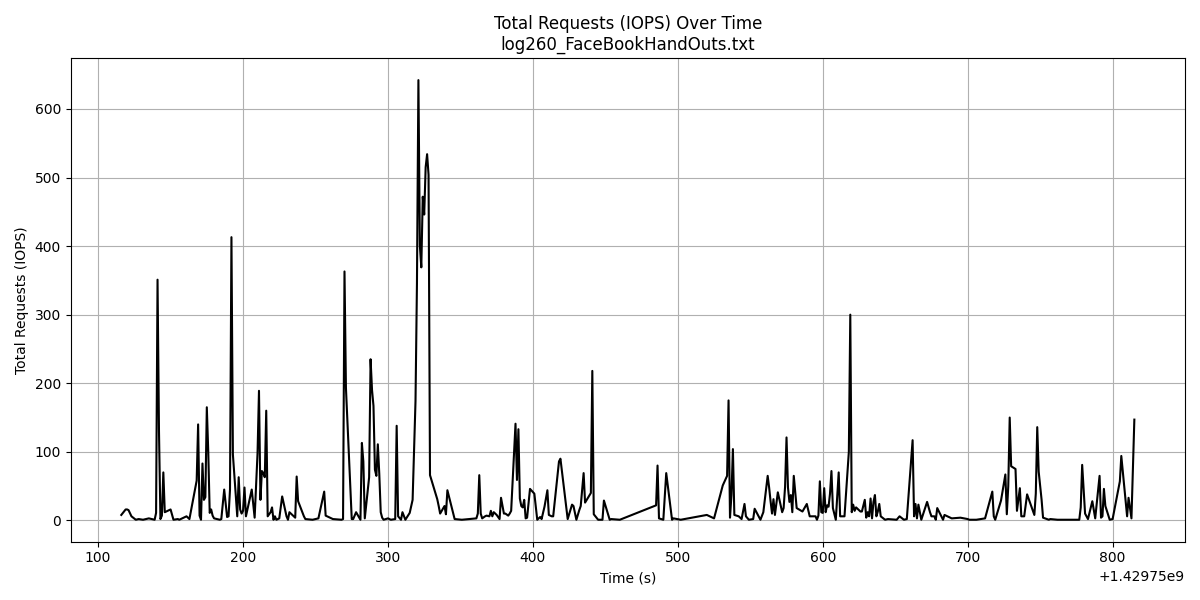 Total Requests (IOPS) Over Time
log260_FaceBookHandOuts.txt
Total Requests (IOPS)
600
500
400
300
200
100
0
100 200 300 400 500 600 700 800
Time (s)
+1.42975e9